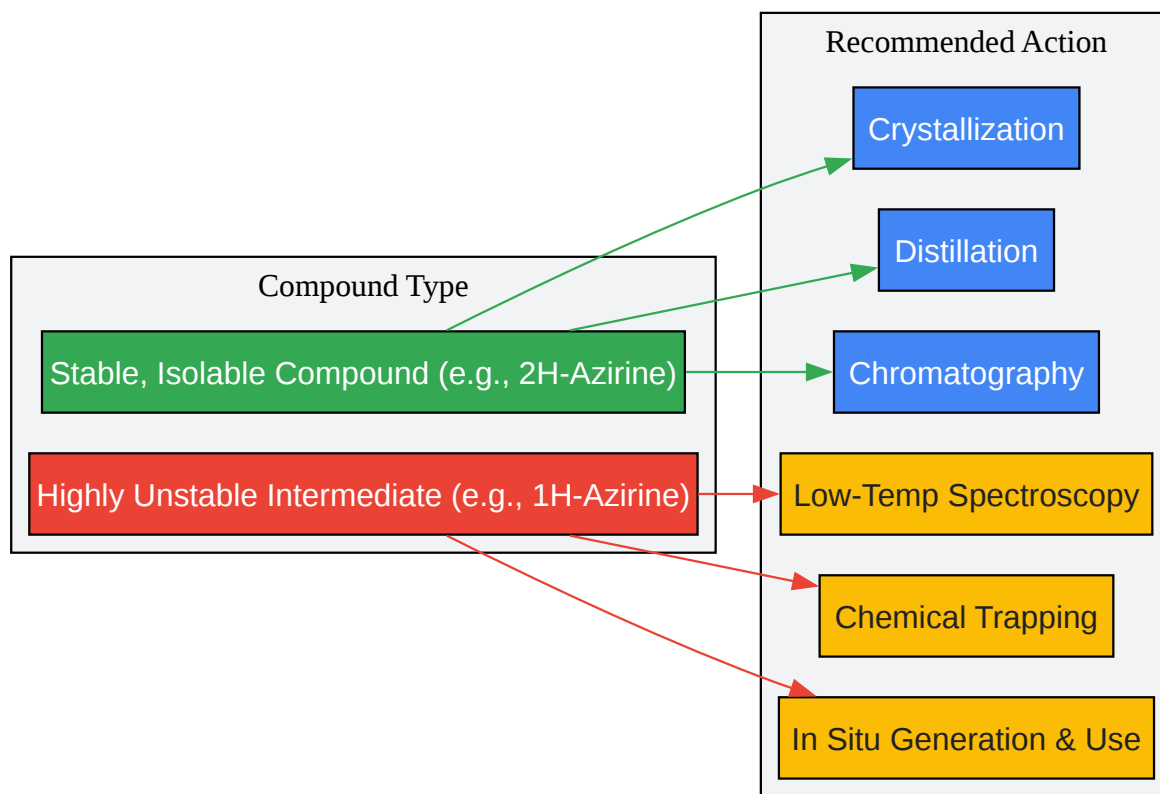 Recommended Action
Crystallization
Distillation
Compound Type
Stable, Isolable Compound (e.g., 2H-Azirine)
Chromatography
Highly Unstable Intermediate (e.g., 1H-Azirine)
Low-Temp Spectroscopy
Chemical Trapping
In Situ Generation & Use